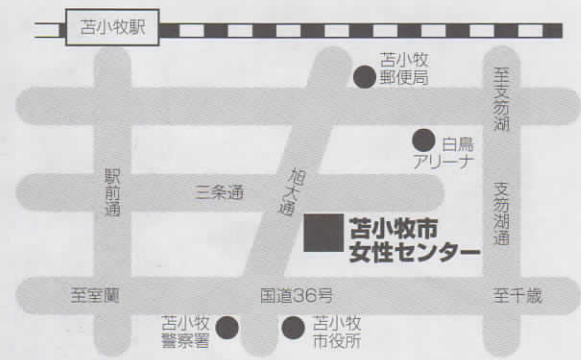 苫小牧駅
苫小牧
郵便局
至支笏湖
白鳥
アリーナ
駅前通
三条通
旭大通
支笏湖通
苫小牧市
女性センター
至室蘭
国道36号
至千歳
苫小牧
警察署
苫小牧
市役所